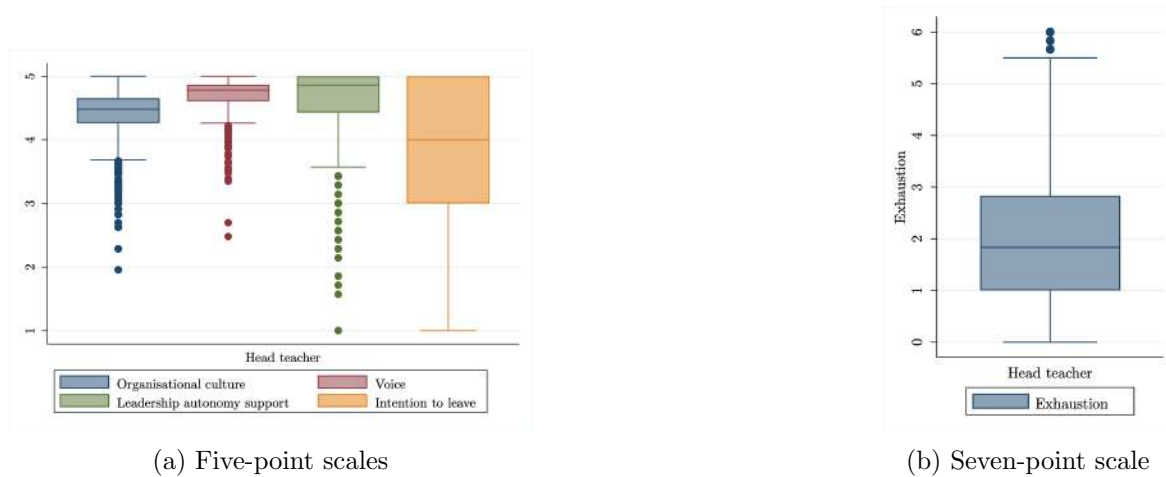 5
4
3
2
1
Head teacher
Organisational culture
Voice
Leadership autonomy support
Intention to leave
(a) Five-point scales
6
5
4
3
2
1
0
Exhaustion
Head teacher
Exhaustion
(b) Seven-point scale